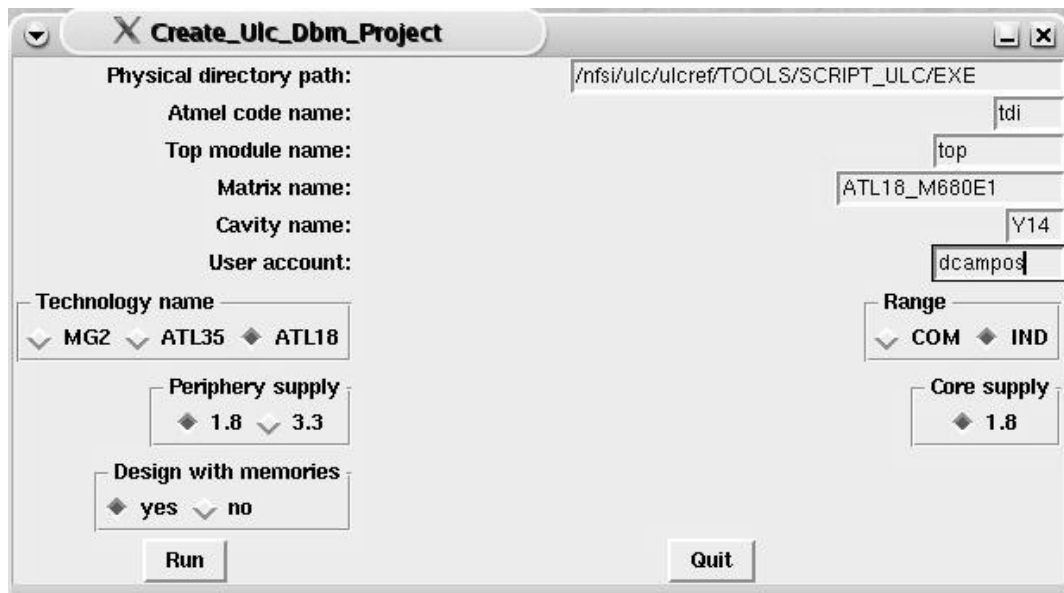 Create_Ulc_Dbm_Project
Physical directory path: /nfsi/ulc/ulcref/TOOLS/SCRIPT_ULC/EXE
Atmel code name: tdi
Top module name: top
Matrix name: ATL18_M680E1
Cavity name: Y14
User account: dcampos
Technology name Range
MG2 ATL35 ATL18 COM IND
Periphery supply Core supply
1.8 3.3 1.8
Design with memories
yes no
Run Quit